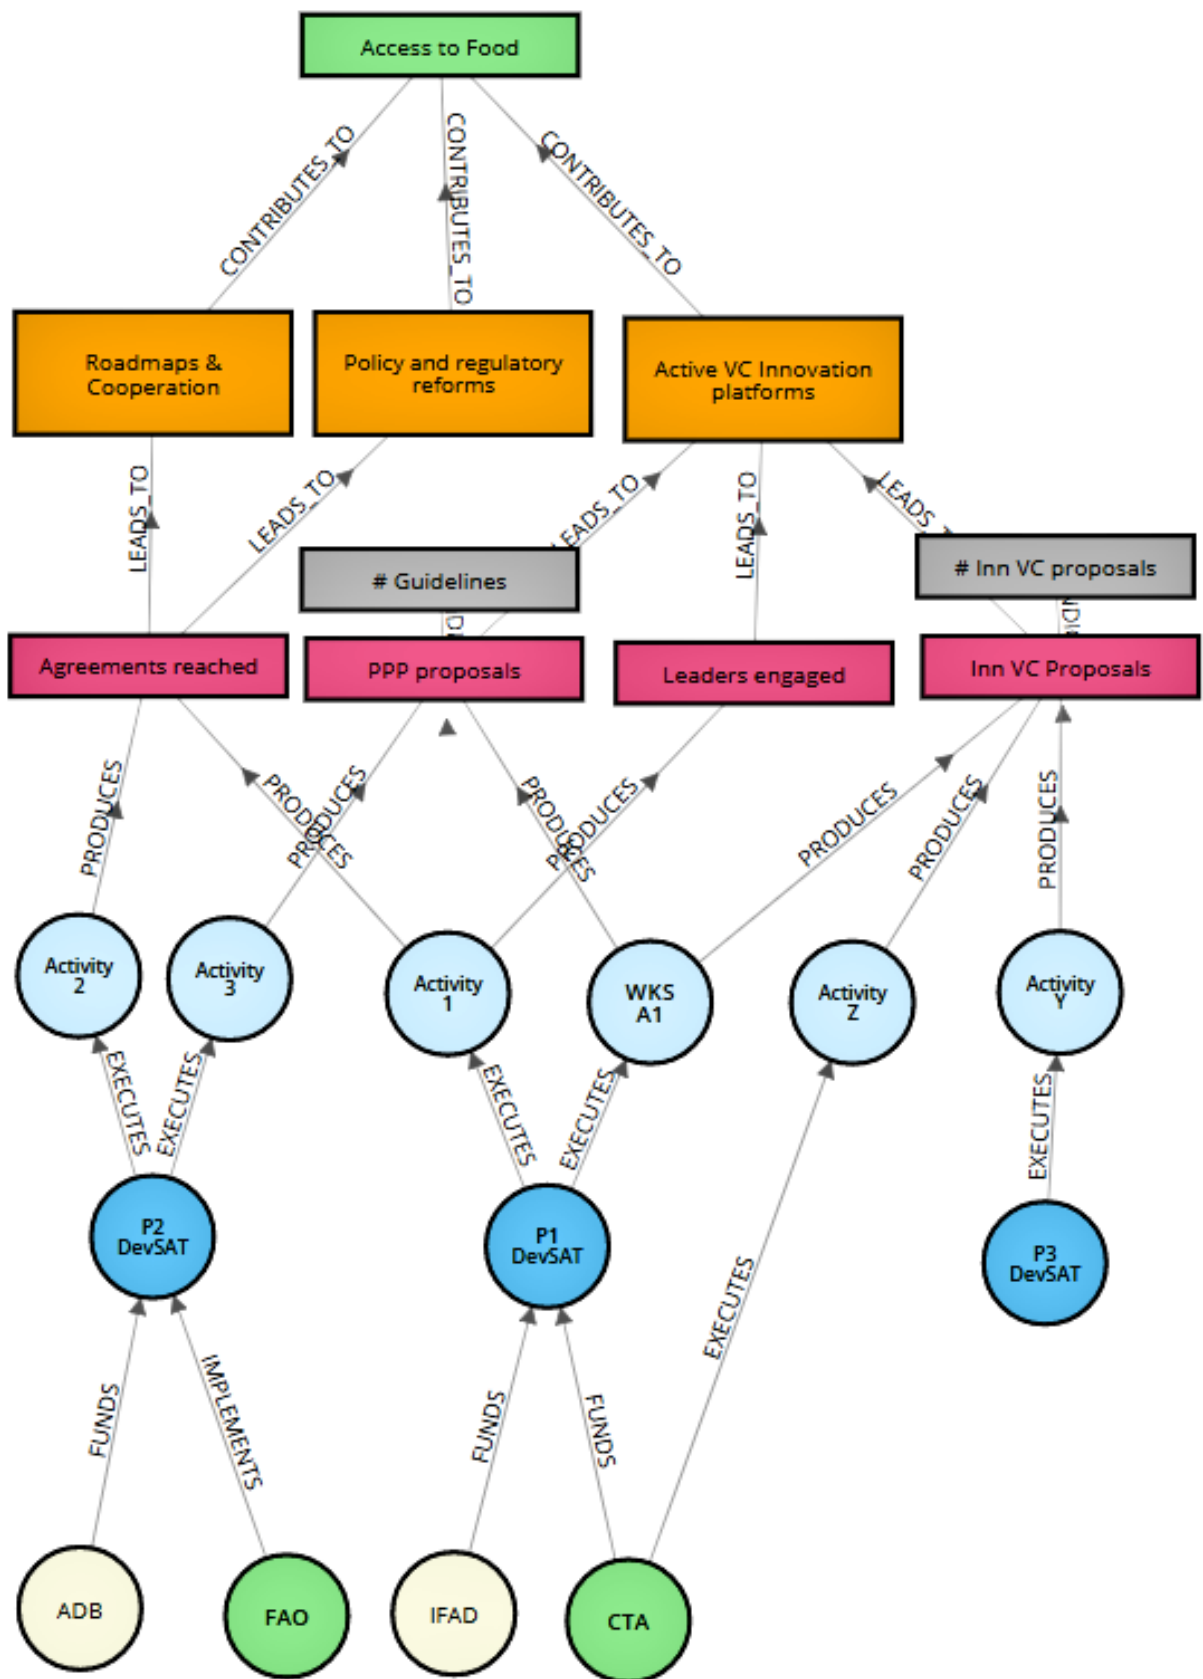 Access to Food
CONTRIBUTES_TO
CONTRIBUTES_TO
CONTRIBUTES_TO
Roadmaps &
Cooperation
Policy and regulatory
reforms
Active VC Innovation
platforms
LEADS_TO
LEADS_TO
LEADS_TO
LEADS_TO
LEADS_T
# Guidelines
# Inn VC proposals
Agreements reached
PPP proposals
Leaders engaged
Inn VC Proposals
PRODUCES
PRODUCES
PRODUCES
PRODUCES
PRODUCES
PRODUCES
PRODUCES
PRODUCES
Activity
2
Activity
3
Activity
1
WKS
A1
Activity
Z
Activity
Y
EXECUTES
EXECUTES
EXECUTES
EXECUTES
EXECUTES
EXECUTES
P2
DevSAT
P1
DevSAT
P3
DevSAT
FUNDS
IMPLEMENTS
FUNDS
FUNDS
ADB
FAO
IFAD
CTA